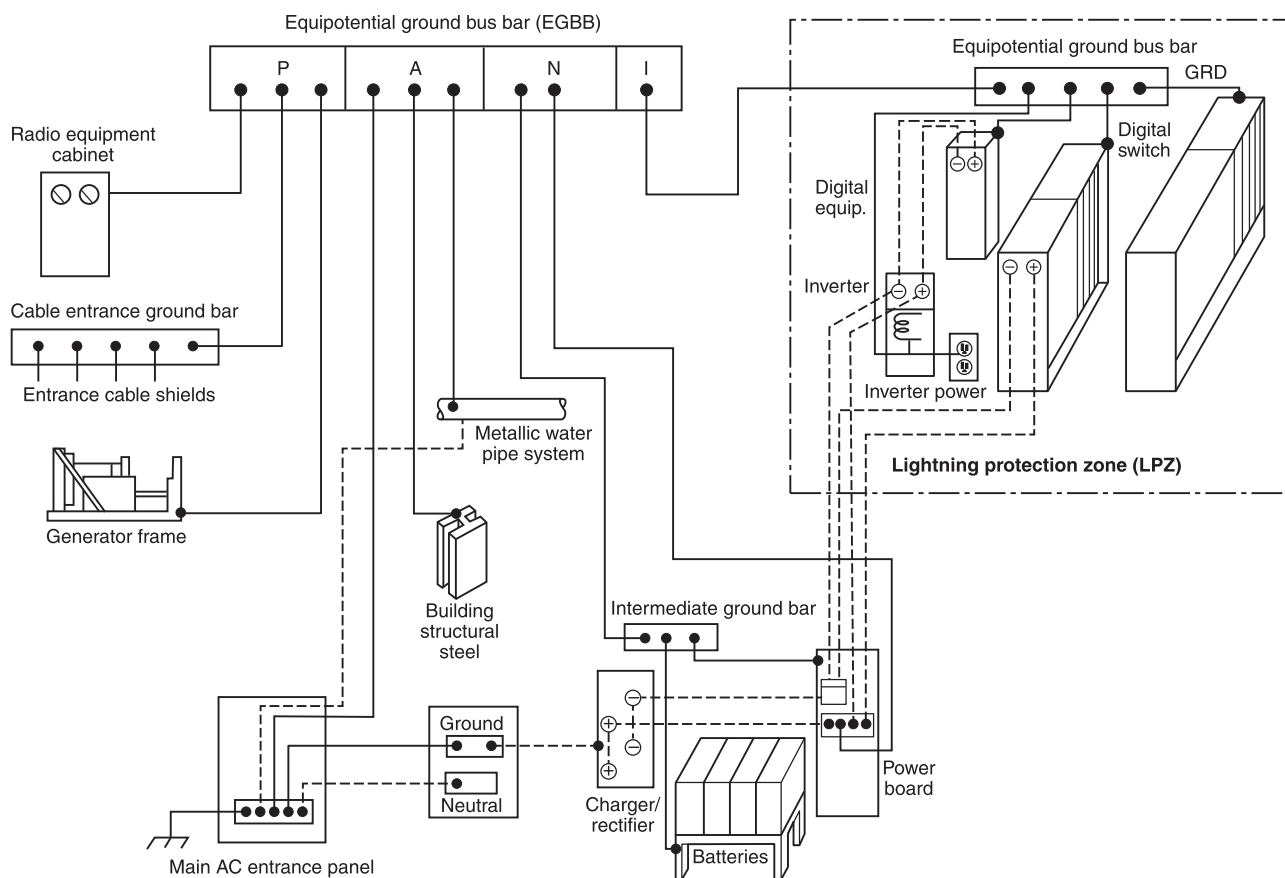 Equipotential ground bus bar (EGBB)
P
A
N
I
Equipotential ground bus bar
GRD
Radio equipment
cabinet
Digital
switch
Digital
equip.
Inverter
Cable entrance ground bar
Entrance cable shields
Inverter power
Metallic water
pipe system
Lightning protection zone (LPZ)
Generator frame
Building
structural
steel
Intermediate ground bar
Ground
Neutral
Charger/
rectifier
Power
board
Batteries
Main AC entrance panel